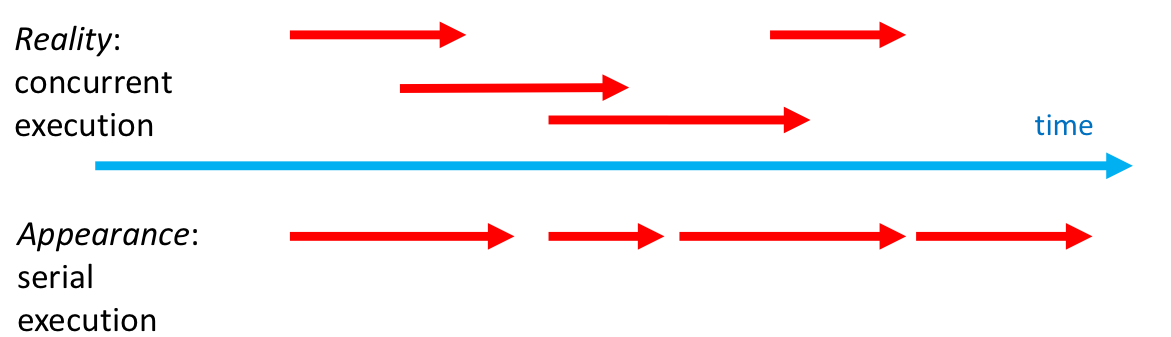 Reality:
concurrent
execution
time
Appearance:
serial
execution